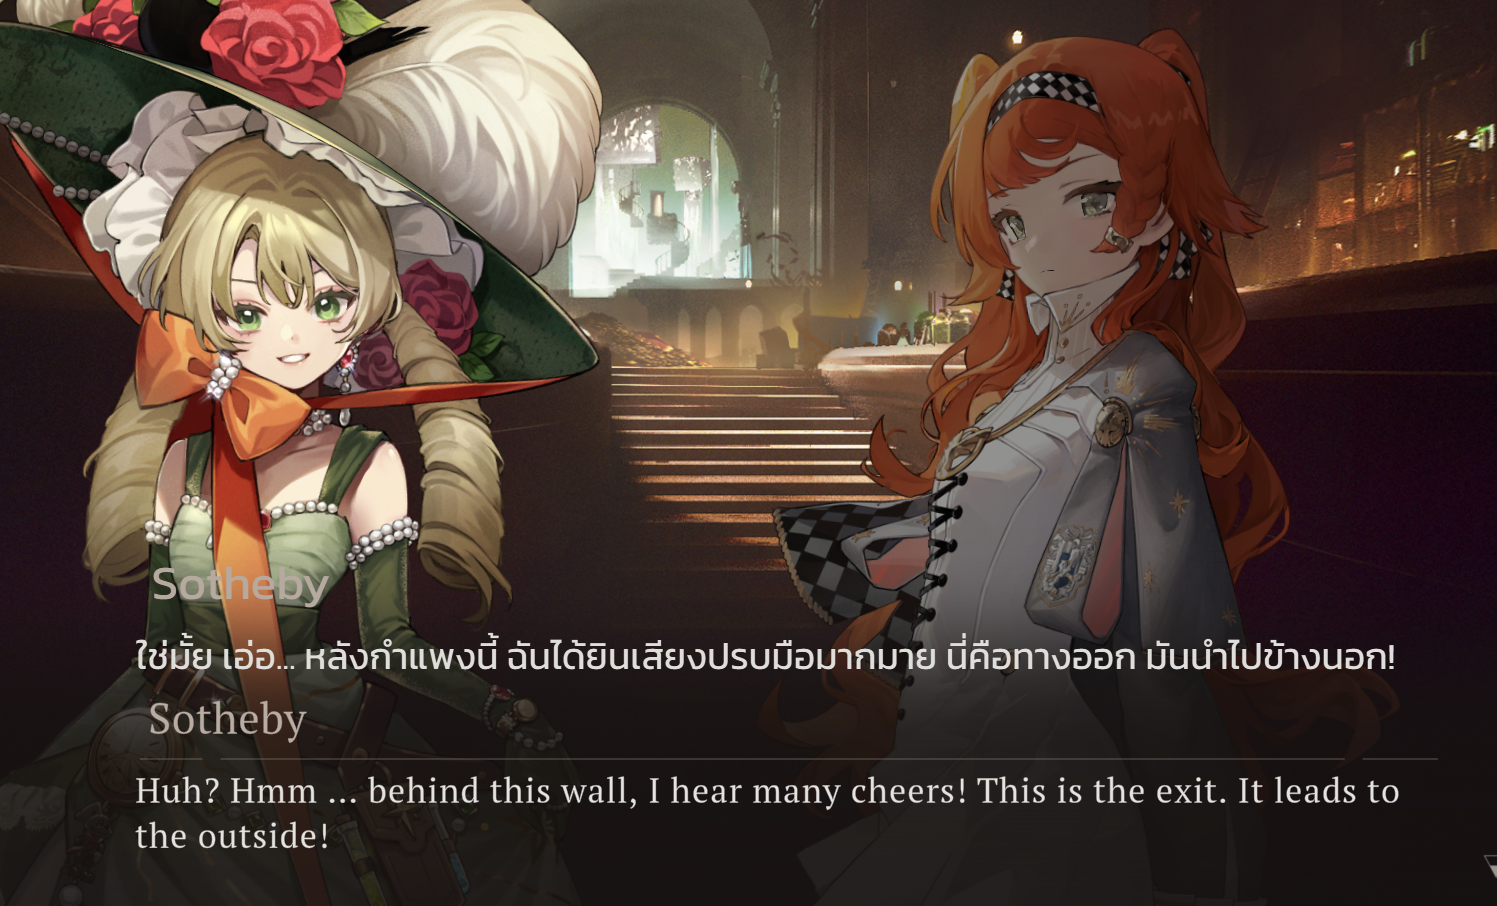 Sotheby
ใช่มั้ย เอ่อ... หลังกำแพงนี้ ฉันได้ยินเสียงปรบมือมากมาย นี่คือทางออก มันนำไปข้างนอก!
Sotheby
Huh? Hmm ... behind this wall, I hear many cheers! This is the exit. It leads to
the outside!